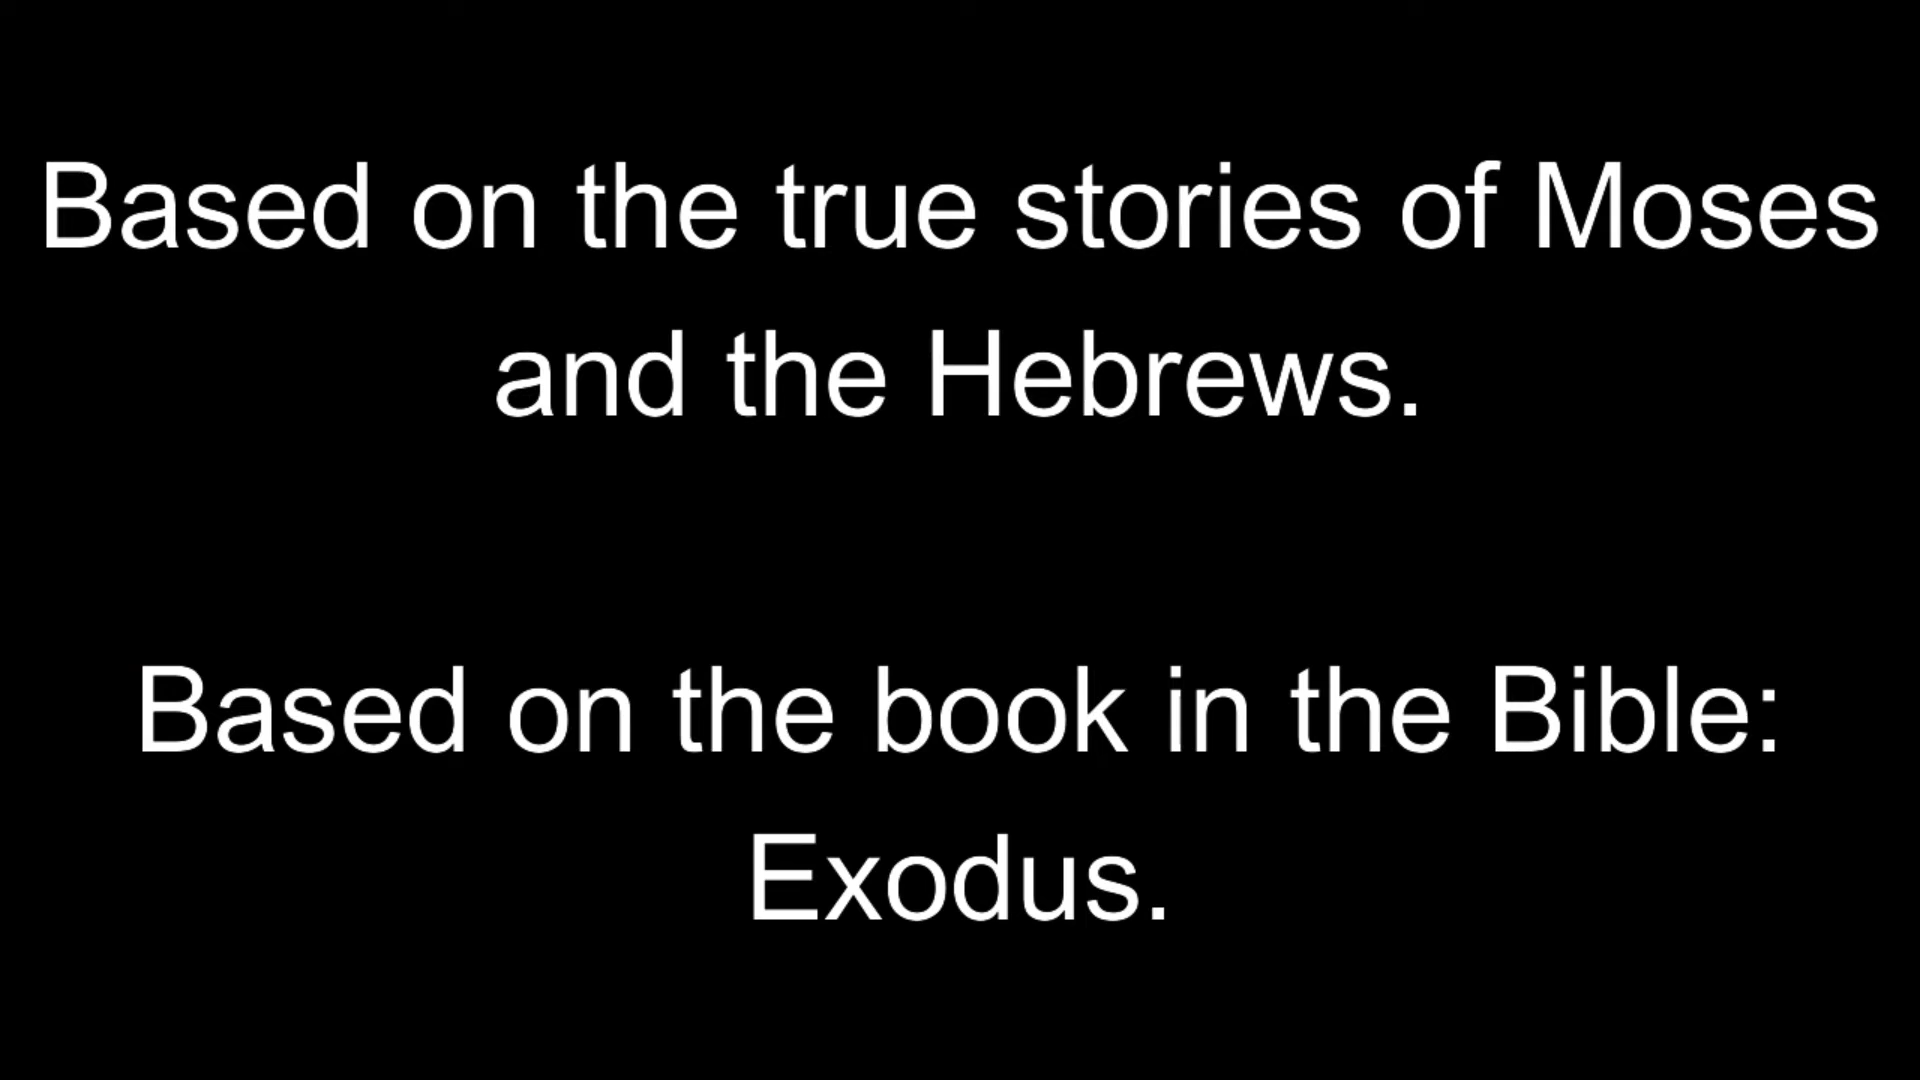 Based on the true stories of Moses
and the Hebrews.
Based on the book in the Bible:
Exodus.